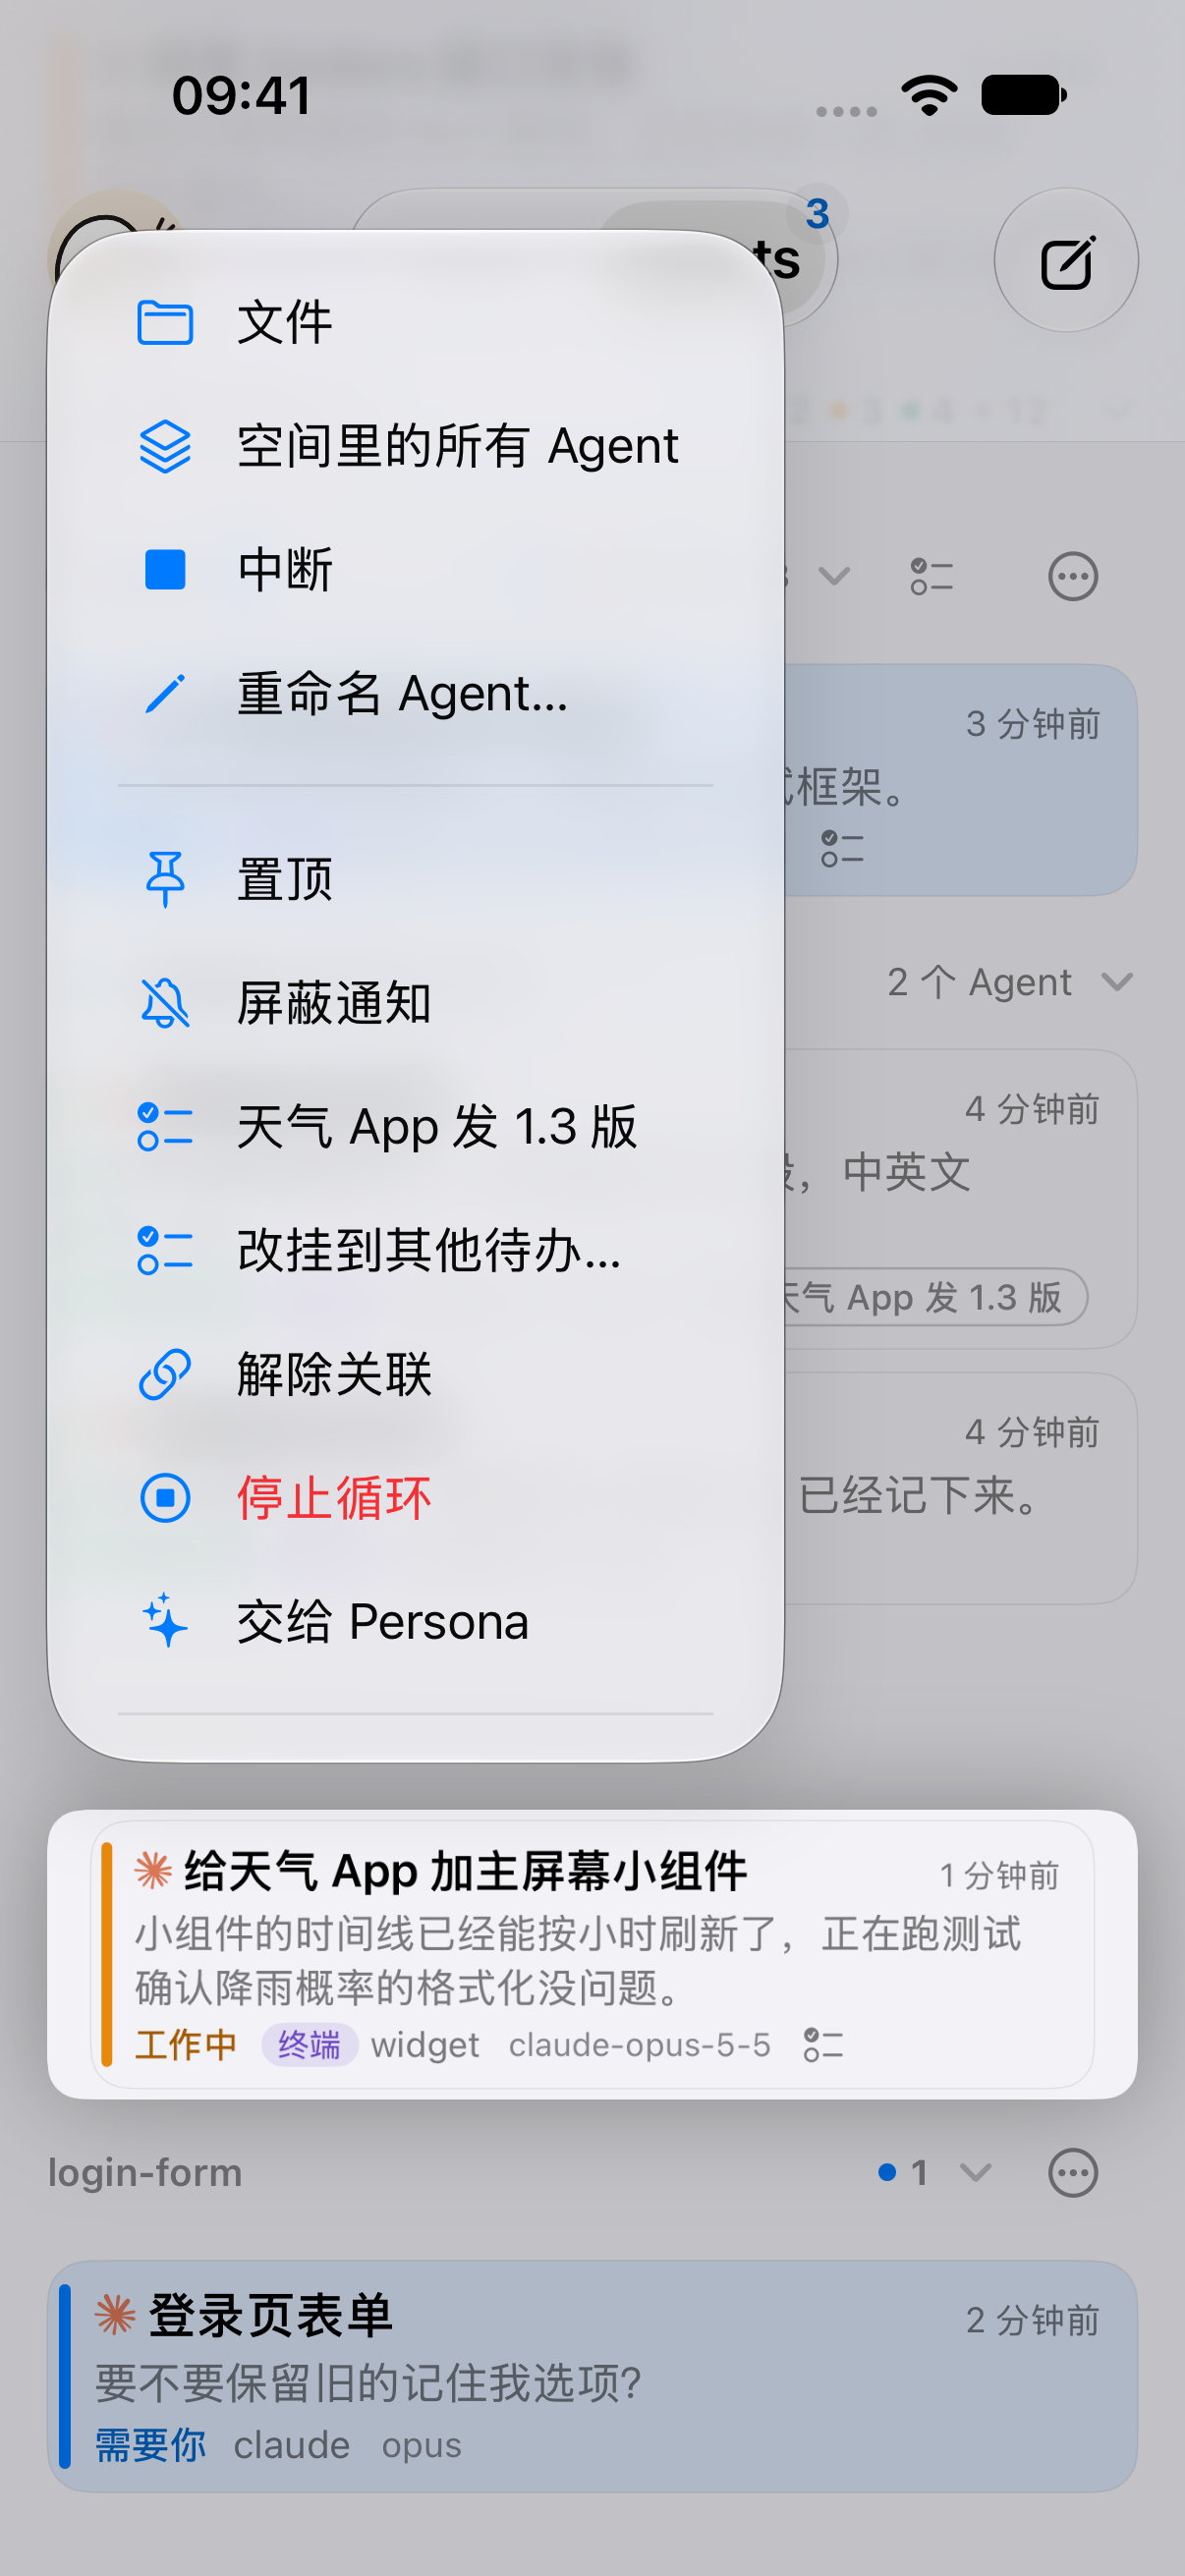 09:41
3
ts
文件
空间里的所有 Agent
中断
重命名 Agent...
3 分钟前
框架。
置顶
2 个 Agent
屏蔽通知
4 分钟前
天气 App 发 1.3 版
，中英文
改挂到其他待办...
天气 App 发 1.3 版
解除关联
4 分钟前
停止循环
已经记下来。
交给 Persona
给天气 App 加主屏幕小组件
1 分钟前
小组件的时间线已经能按小时刷新了，正在跑测试
确认降雨概率的格式化没问题。
工作中 终端 widget claude-opus-5-5
login-form
1
登录页表单
2 分钟前
要不要保留旧的记住我选项?
需要你 claude opus